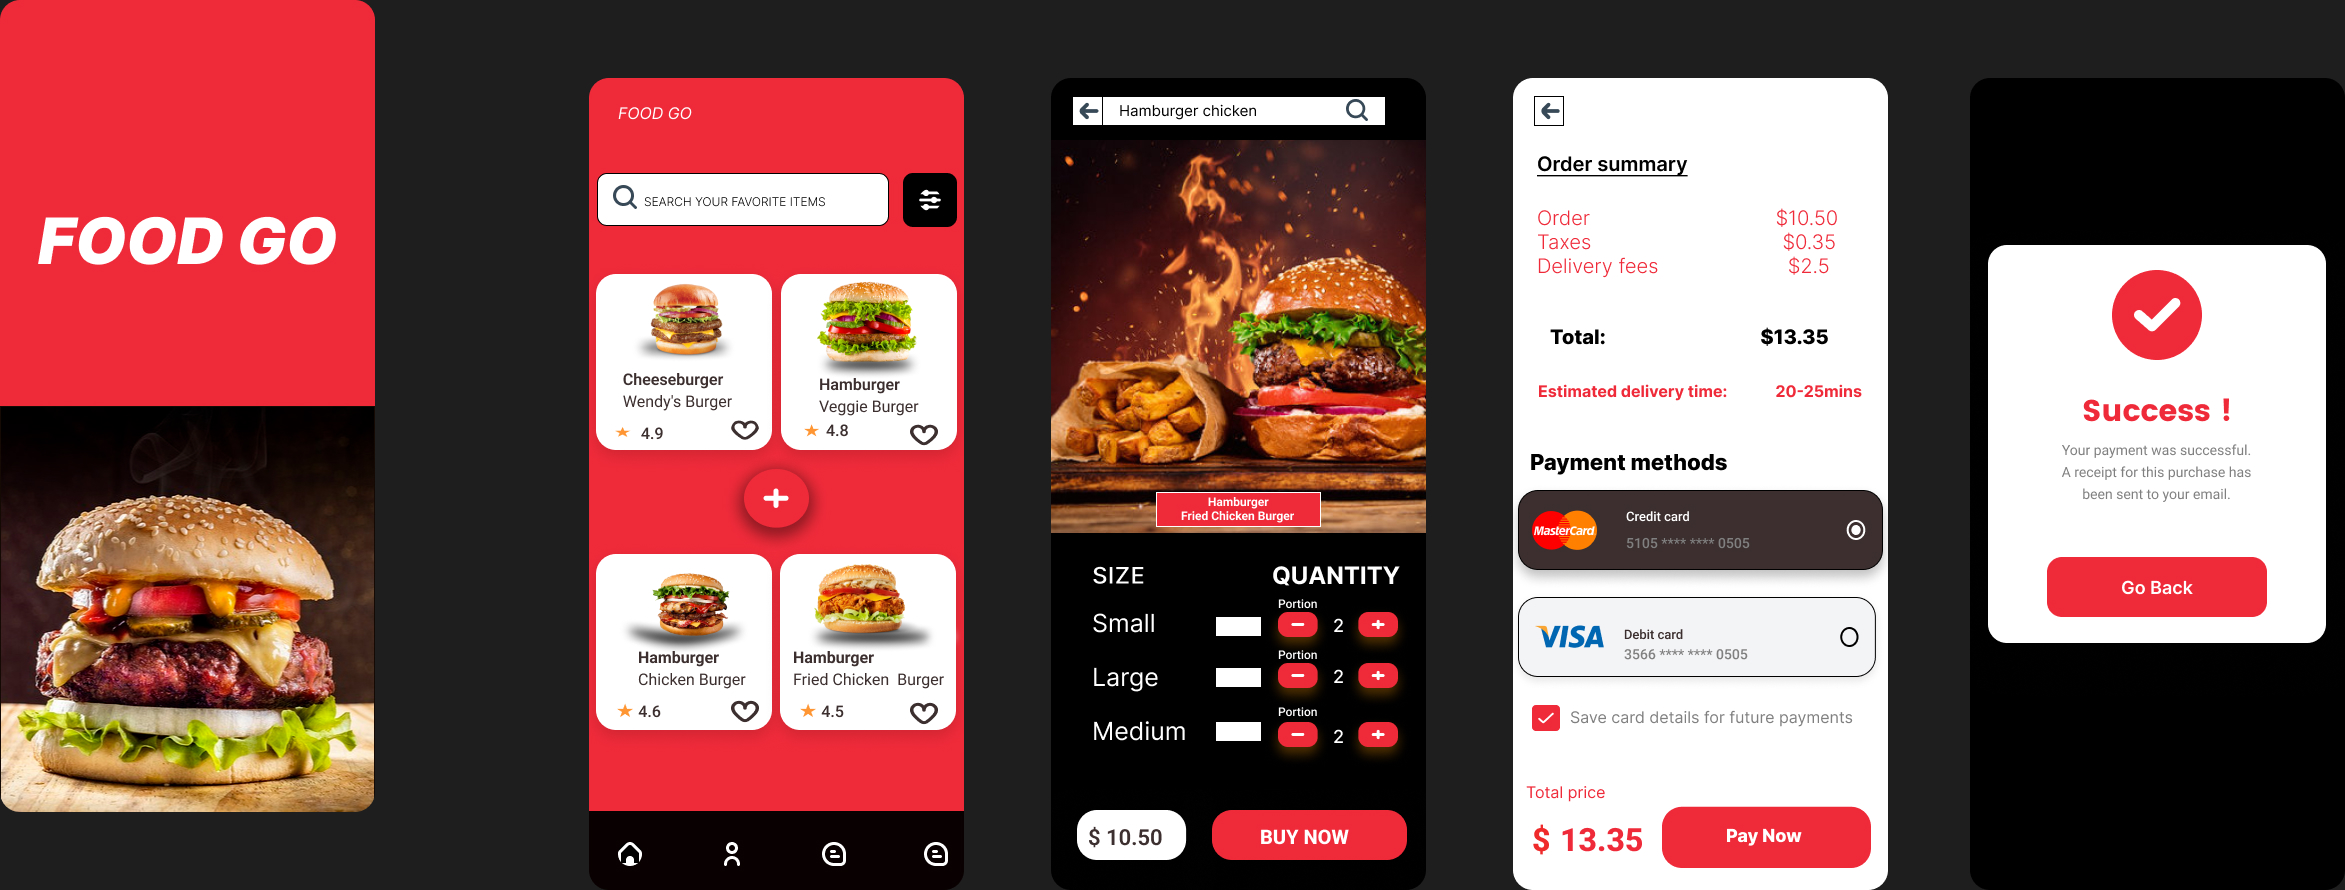 FOOD GO
FOOD GO
SEARCH YOUR FAVORITE ITEMS
Cheeseburger
Wendy's Burger
4.9
Hamburger
Veggie Burger
4.8
Hamburger
Chicken Burger
4.6
Hamburger
Fried Chicken Burger
4.5
Hamburger chicken
Hamburger
Fried Chicken Burger
SIZE QUANTITY
Portion
Small 2
Portion
Large 2
Portion
Medium 2
$ 10.50 BUY NOW
Order summary
Order $10.50
Taxes $0.35
Delivery fees $2.5
Total: $13.35
Estimated delivery time: 20-25mins
Payment methods
MasterCard
Credit card
5105 **** **** 0505
VISA
Debit card
3566 **** **** 0505
Save card details for future payments
Total price
$ 13.35 Pay Now
Success !
Your payment was successful.
A receipt for this purchase has
been sent to your email.
Go Back